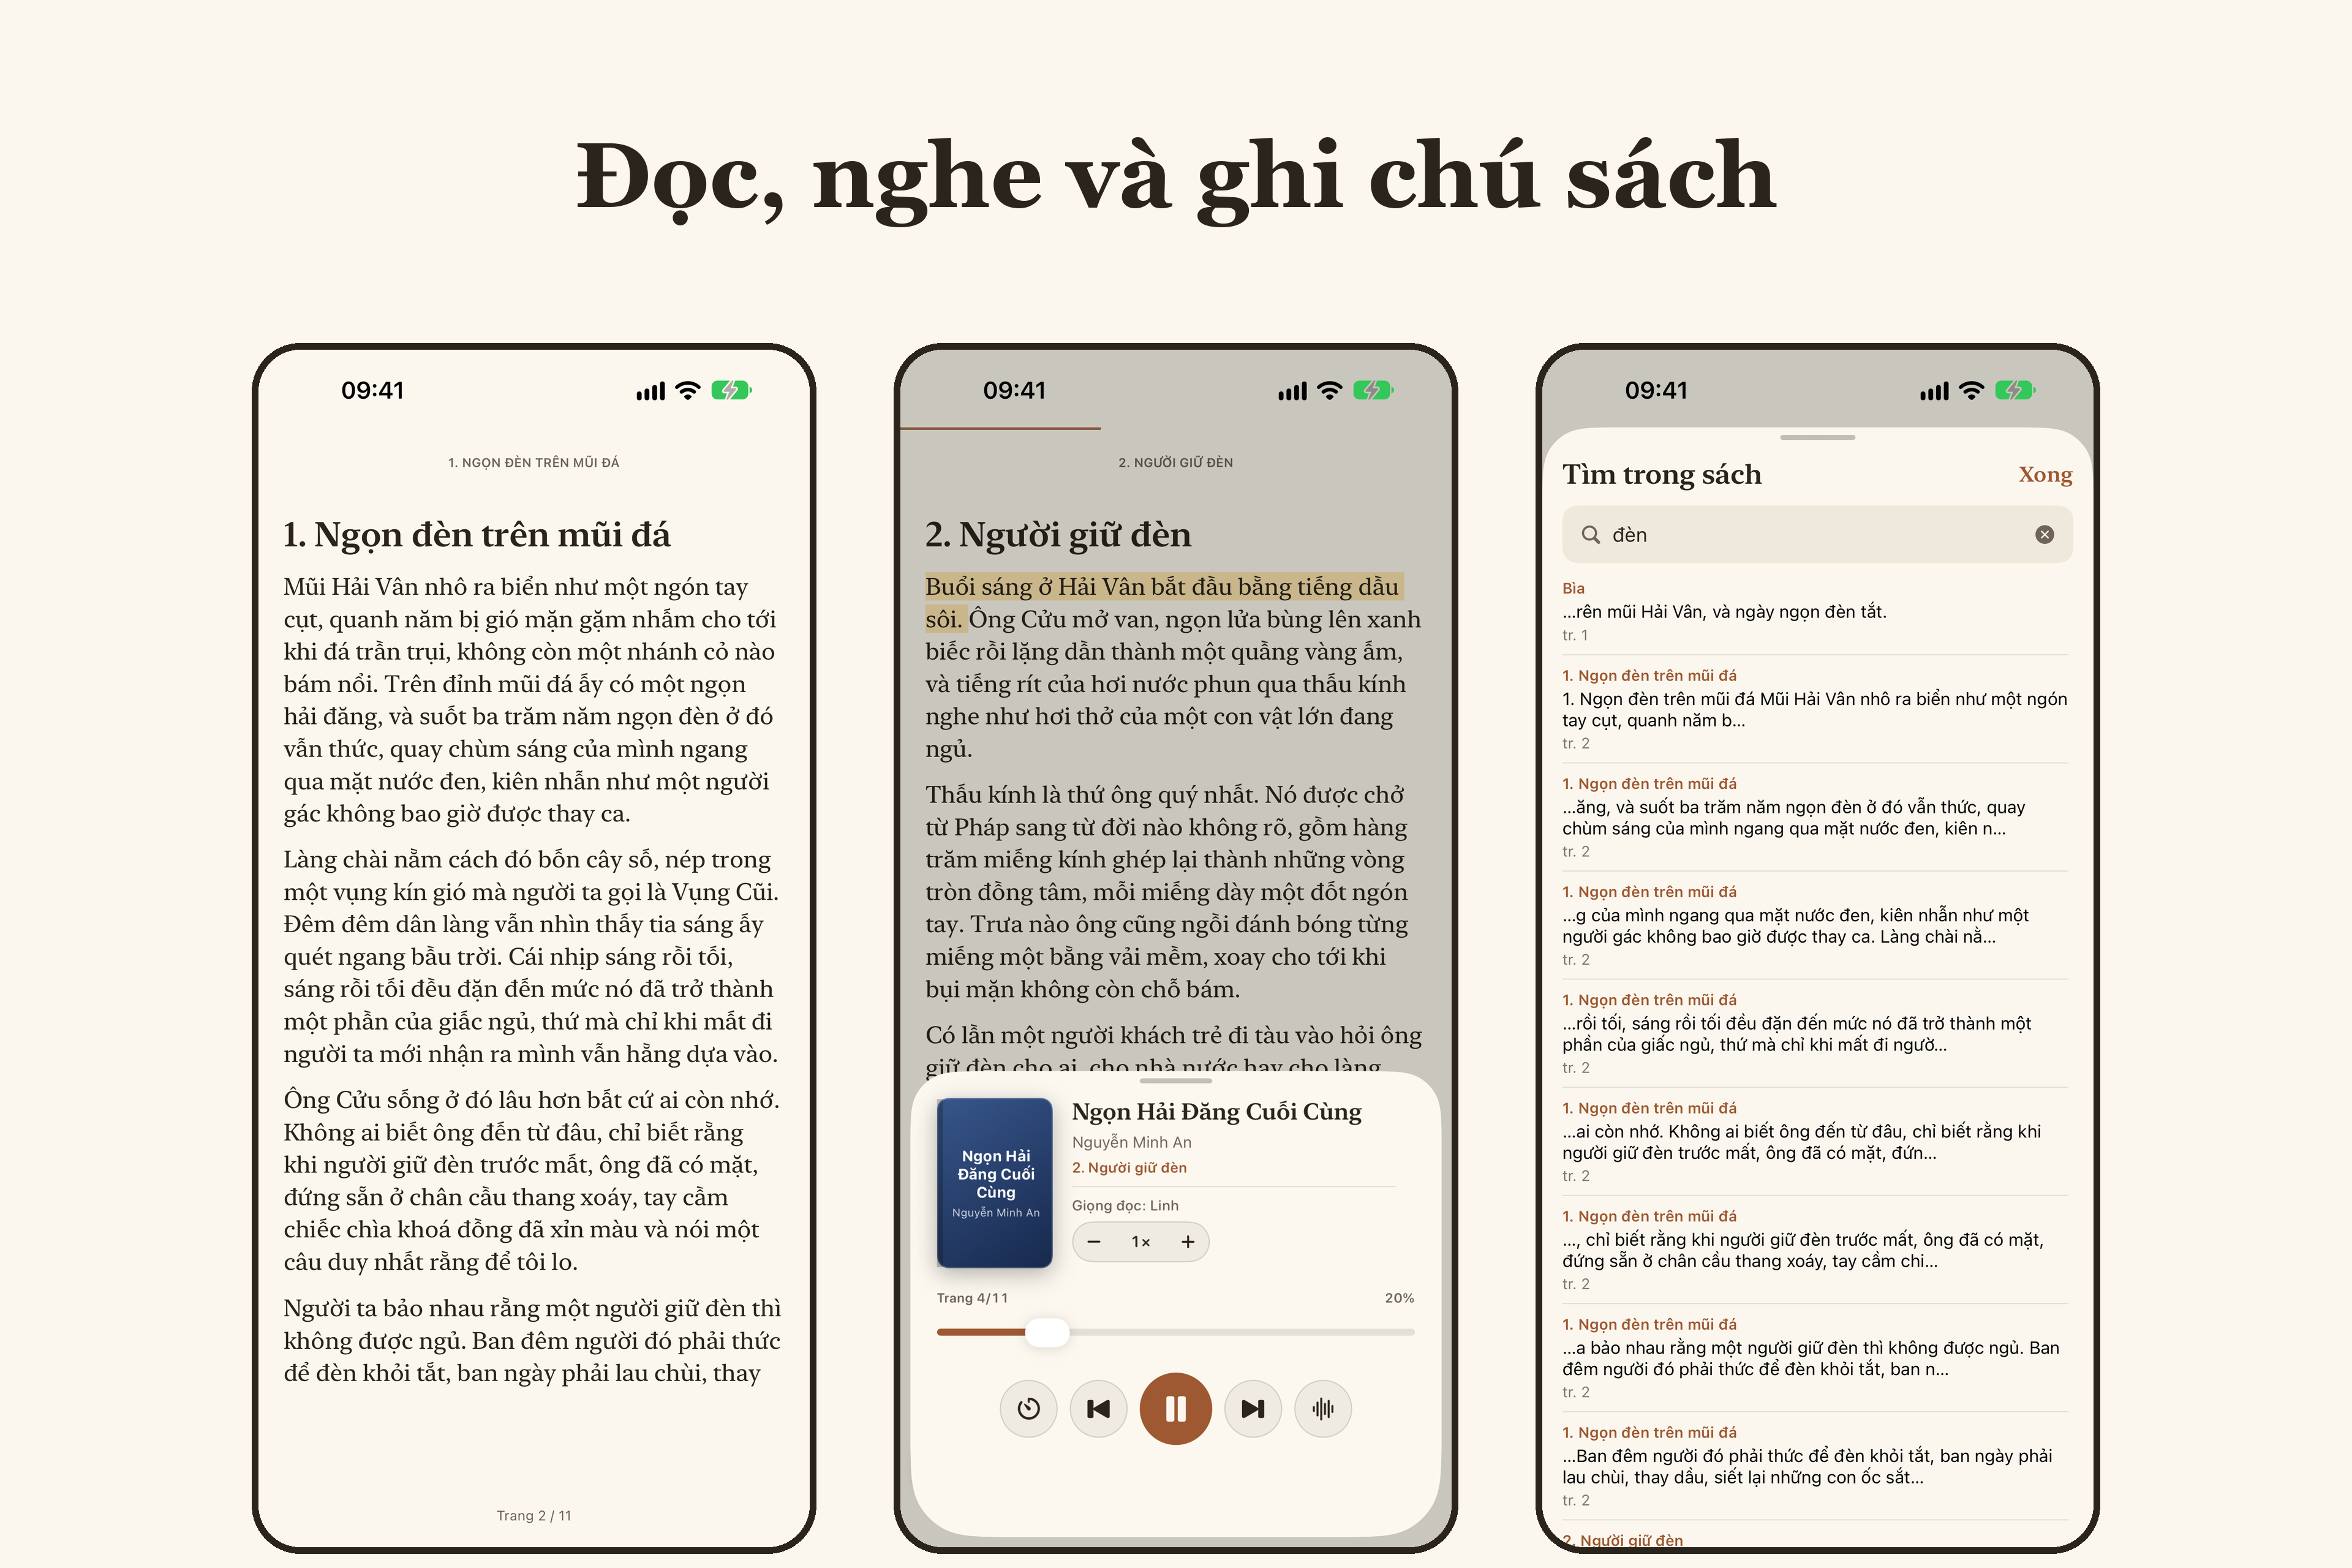 Đọc, nghe và ghi chú sách
09:41
1. NGỌN ĐÈN TRÊN MŨI ĐÁ
1. Ngọn đèn trên mũi đá
Mũi Hải Vân nhô ra biển như một ngón tay
cụt, quanh năm bị gió mặn gặm nhấm cho tới
khi đá trần trụi, không còn một nhánh cỏ nào
bám nổi. Trên đỉnh mũi đá ấy có một ngọn
hải đăng, và suốt ba trăm năm ngọn đèn ở đó
vẫn thức, quay chùm sáng của mình ngang
qua mặt nước đen, kiên nhẫn như một người
gác không bao giờ được thay ca.
Làng chài nằm cách đó bốn cây số, nép trong
một vụng kín gió mà người ta gọi là Vụng Cũi.
Đêm đêm dân làng vẫn nhìn thấy tia sáng ấy
quét ngang bầu trời. Cái nhịp sáng rồi tối,
sáng rồi tối đều đặn đến mức nó đã trở thành
một phần của giấc ngủ, thứ mà chỉ khi mất đi
người ta mới nhận ra mình vẫn hằng dựa vào.
Ông Cửu sống ở đó lâu hơn bất cứ ai còn nhớ.
Không ai biết ông đến từ đâu, chỉ biết rằng
khi người giữ đèn trước mất, ông đã có mặt,
đứng sẵn ở chân cầu thang xoáy, tay cầm
chiếc chìa khoá đồng đã xỉn màu và nói một
câu duy nhất rằng để tôi lo.
Người ta bảo nhau rằng một người giữ đèn thì
không được ngủ. Ban đêm người đó phải thức
để đèn khỏi tắt, ban ngày phải lau chùi, thay
Trang 2 / 11
09:41
2. NGƯỜI GIỮ ĐÈN
2. Người giữ đèn
Buổi sáng ở Hải Vân bắt đầu bằng tiếng dầu
sôi. Ông Cửu mở van, ngọn lửa bùng lên xanh
biếc rồi lặng dần thành một quầng vàng ấm,
và tiếng rít của hơi nước phun qua thấu kính
nghe như hơi thở của một con vật lớn đang
ngủ.
Thấu kính là thứ ông quý nhất. Nó được chở
từ Pháp sang từ đời nào không rõ, gồm hàng
trăm miếng kính ghép lại thành những vòng
tròn đồng tâm, mỗi miếng dày một đốt ngón
tay. Trưa nào ông cũng ngồi đánh bóng từng
miếng một bằng vải mềm, xoay cho tới khi
bụi mặn không còn chỗ bám.
Có lần một người khách trẻ đi tàu vào hỏi ông
giữ đèn cho ai, cho nhà nước hay cho làng
Ngọn Hải
Đăng Cuối
Cùng
Nguyễn Minh An
Ngọn Hải Đăng Cuối Cùng
Nguyễn Minh An
2. Người giữ đèn
Giọng đọc: Linh
1×
Trang 4/11
20%
09:41
Tìm trong sách
Xong
đèn
Bìa
...rên mũi Hải Vân, và ngày ngọn đèn tắt.
tr. 1
1. Ngọn đèn trên mũi đá
1. Ngọn đèn trên mũi đá Mũi Hải Vân nhô ra biển như một ngón
tay cụt, quanh năm b...
tr. 2
1. Ngọn đèn trên mũi đá
...ăng, và suốt ba trăm năm ngọn đèn ở đó vẫn thức, quay
chùm sáng của mình ngang qua mặt nước đen, kiên n...
tr. 2
1. Ngọn đèn trên mũi đá
...g của mình ngang qua mặt nước đen, kiên nhẫn như một
người gác không bao giờ được thay ca. Làng chài nằ...
tr. 2
1. Ngọn đèn trên mũi đá
...rồi tối, sáng rồi tối đều đặn đến mức nó đã trở thành một
phần của giấc ngủ, thứ mà chỉ khi mất đi ngườ...
tr. 2
1. Ngọn đèn trên mũi đá
...ai còn nhớ. Không ai biết ông đến từ đâu, chỉ biết rằng khi
người giữ đèn trước mất, ông đã có mặt, đứn...
tr. 2
1. Ngọn đèn trên mũi đá
..., chỉ biết rằng khi người giữ đèn trước mất, ông đã có mặt,
đứng sẵn ở chân cầu thang xoáy, tay cầm chi...
tr. 2
1. Ngọn đèn trên mũi đá
...a bảo nhau rằng một người giữ đèn thì không được ngủ. Ban
đêm người đó phải thức để đèn khỏi tắt, ban n...
tr. 2
1. Ngọn đèn trên mũi đá
...Ban đêm người đó phải thức để đèn khỏi tắt, ban ngày phải
lau chùi, thay dầu, siết lại những con ốc sắt...
tr. 2
2. Người giữ đèn